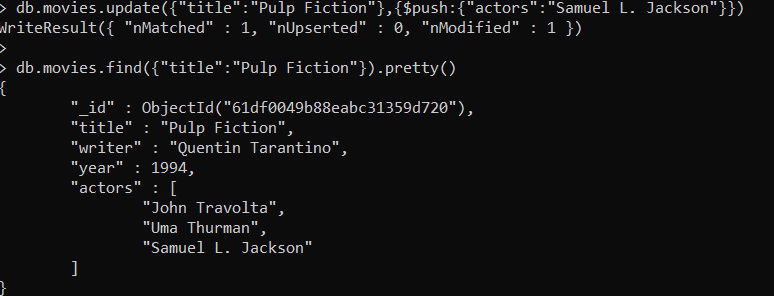 > db.movies.update({"title":"Pulp Fiction"},{$push:{"actors":"Samuel L. Jackson"}})
WriteResult({ "nMatched" : 1, "nUpserted" : 0, "nModified" : 1 })
>
> db.movies.find({"title":"Pulp Fiction"}).pretty()
{
        "_id" : ObjectId("61df0049b88eabc31359d720"),
        "title" : "Pulp Fiction",
        "writer" : "Quentin Tarantino",
        "year" : 1994,
        "actors" : [
                "John Travolta",
                "Uma Thurman",
                "Samuel L. Jackson"
        ]
}